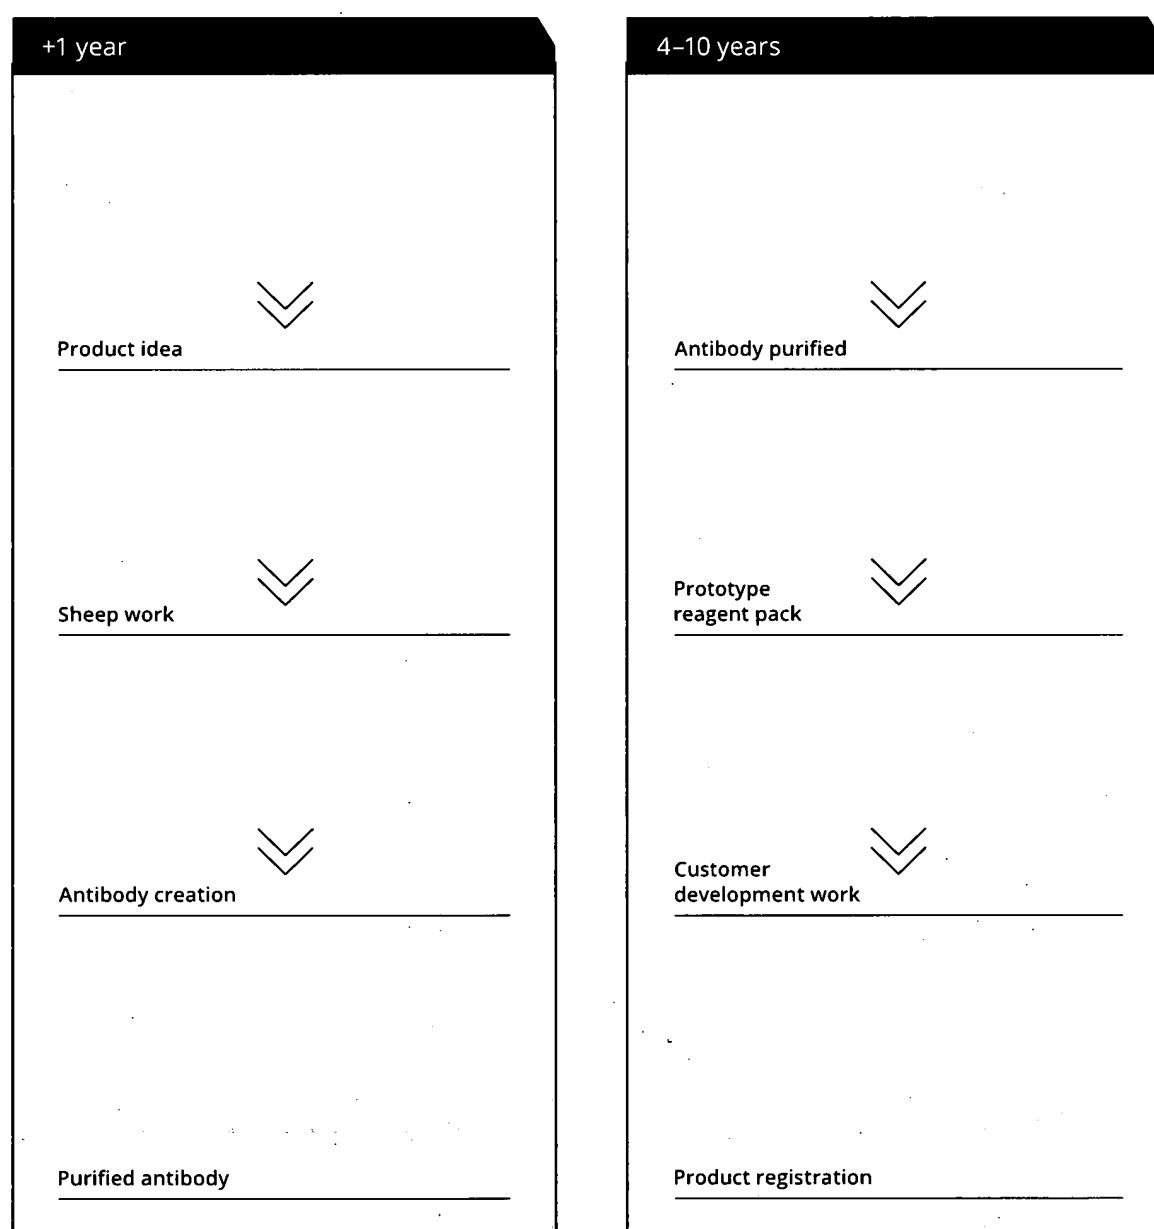 +1 year
Product idea
Sheep work
Antibody creation
Purified antibody
4–10 years
Antibody purified
Prototype
reagent pack
Customer
development work
Product registration